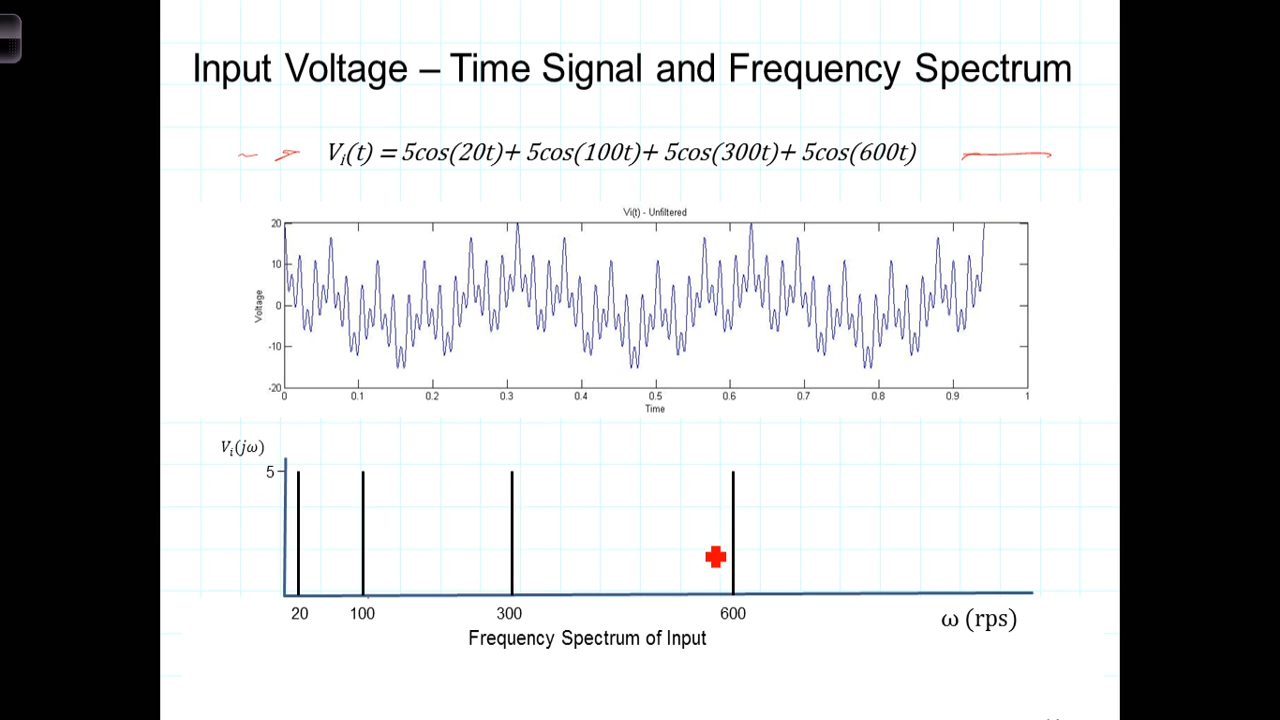 Input Voltage – Time Signal and Frequency Spectrum
Vᵢ(t) = 5cos(20t)+ 5cos(100t)+ 5cos(300t)+ 5cos(600t)
Vi(t) - Unfiltered
20
10
0
-10
-20
Voltage
0 0.1 0.2 0.3 0.4 0.5 0.6 0.7 0.8 0.9 1
Time
Vᵢ(jω)
5
20 100 300 600
ω (rps)
Frequency Spectrum of Input